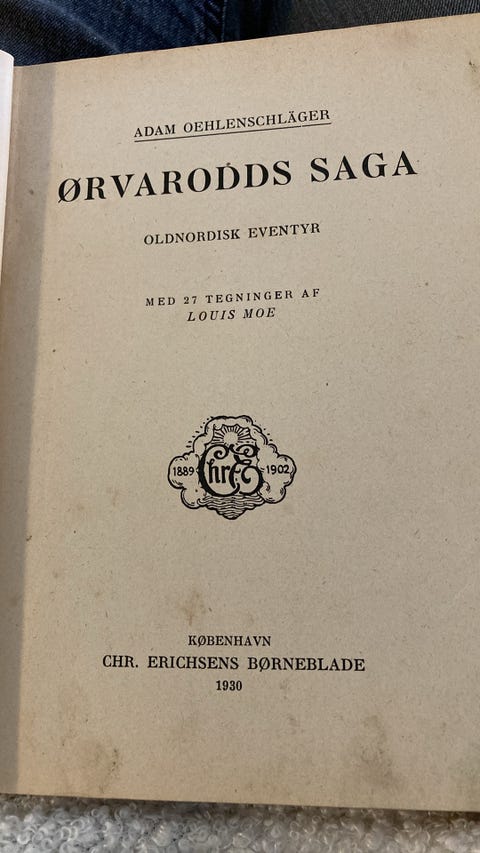 ADAM OEHLENSCHLÄGER
ØRVARODDS SAGA
OLDNORDISK EVENTYR
MED 27 TEGNINGER AF
LOUIS MOE
1889 Chr.E 1902
KØBENHAVN
CHR. ERICHSENS BØRNEBLADE
1930